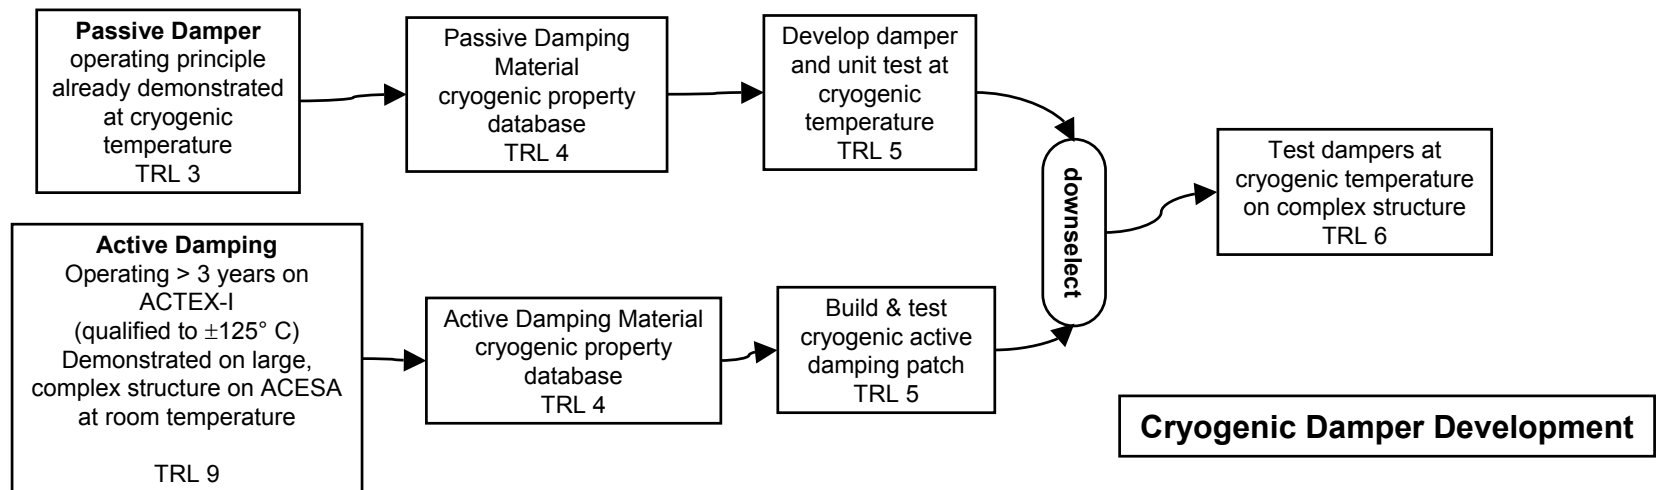 Passive Damper
operating principle
already demonstrated
at cryogenic
temperature
TRL 3
Passive Damping
Material
cryogenic property
database
TRL 4
Develop damper
and unit test at
cryogenic
temperature
TRL 5
downselect
Test dampers at
cryogenic temperature
on complex structure
TRL 6
Active Damping
Operating > 3 years on
ACTEX-I
(qualified to ±125° C)
Demonstrated on large,
complex structure on ACESA
at room temperature
TRL 9
Active Damping Material
cryogenic property
database
TRL 4
Build & test
cryogenic active
damping patch
TRL 5
Cryogenic Damper Development